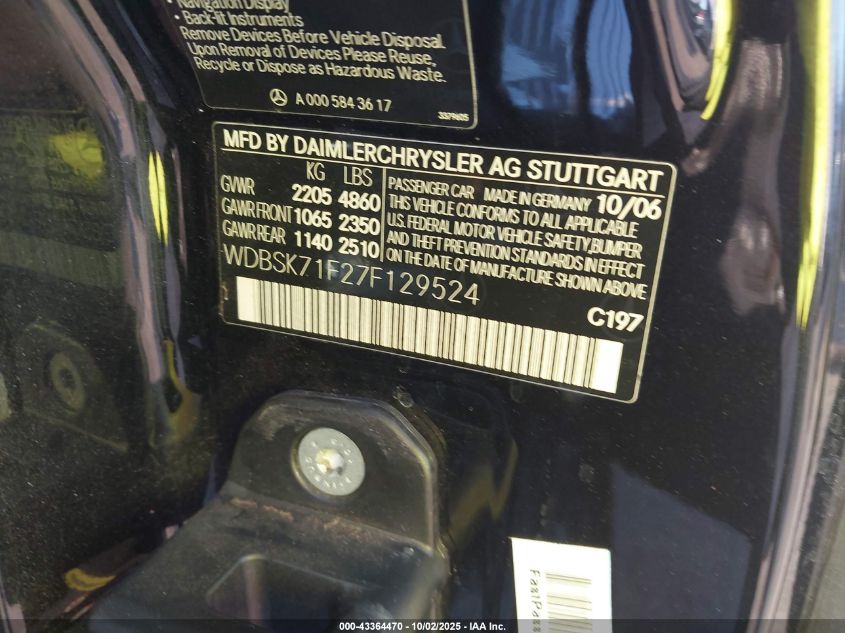 • Navigation Display
• Back-lit Instruments
Remove Devices Before Vehicle Disposal.
Upon Removal of Devices Please Reuse,
Recycle or Dispose as Hazardous Waste.
A 000 584 36 17
3379605
MFD BY DAIMLERCHRYSLER AG STUTTGART
KG LBS
GVWR 2205 4860
GAWR FRONT 1065 2350
GAWR REAR 1140 2510
PASSENGER CAR MADE IN GERMANY 10/06
THIS VEHICLE CONFORMS TO ALL APPLICABLE
U.S. FEDERAL MOTOR VEHICLE SAFETY, BUMPER
AND THEFT PREVENTION STANDARDS IN EFFECT
ON THE DATE OF MANUFACTURE SHOWN ABOVE
WDBSK71F27F129524
C197
FastPass
000-43364470 • 10/02/2025 • IAA Inc.